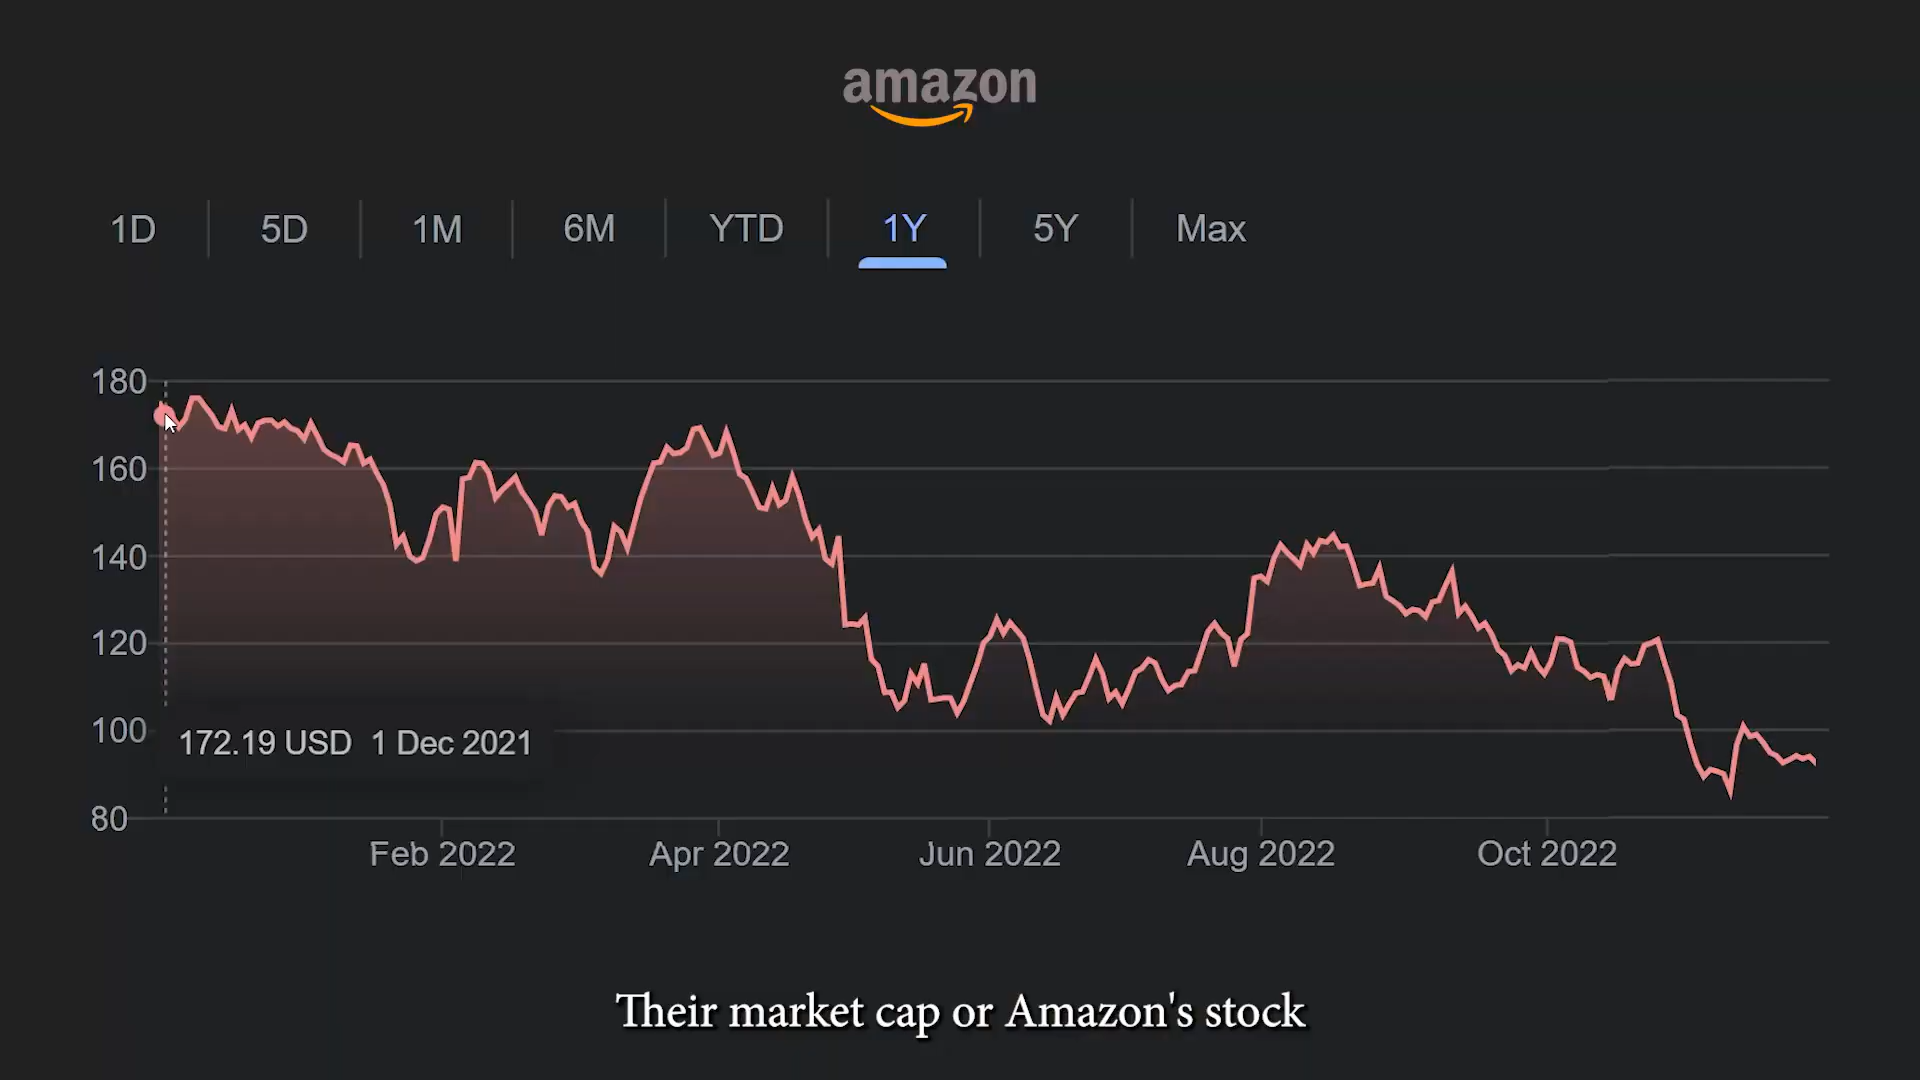 amazon
1D 5D 1M 6M YTD 1Y 5Y Max
180
160
140
120
100
172.19 USD 1 Dec 2021
80
Feb 2022 Apr 2022 Jun 2022 Aug 2022 Oct 2022
Their market cap or Amazon's stock